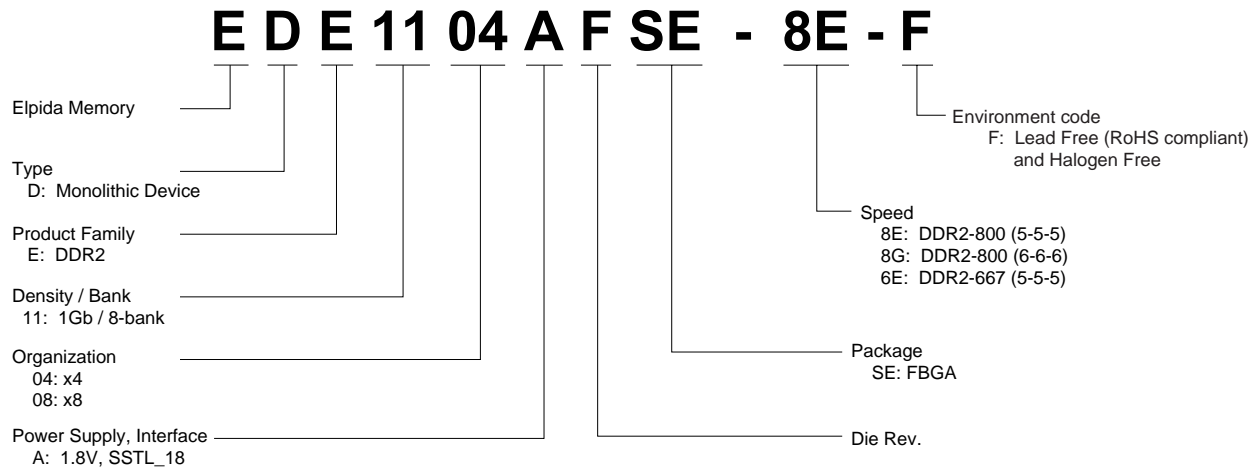 E D E 11 04 A F SE - 8E - F
Elpida Memory
Type
D: Monolithic Device
Product Family
E: DDR2
Density / Bank
11: 1Gb / 8-bank
Organization
04: x4
08: x8
Power Supply, Interface
A: 1.8V, SSTL_18
Environment code
F: Lead Free (RoHS compliant)
and Halogen Free
Speed
8E: DDR2-800 (5-5-5)
8G: DDR2-800 (6-6-6)
6E: DDR2-667 (5-5-5)
Package
SE: FBGA
Die Rev.